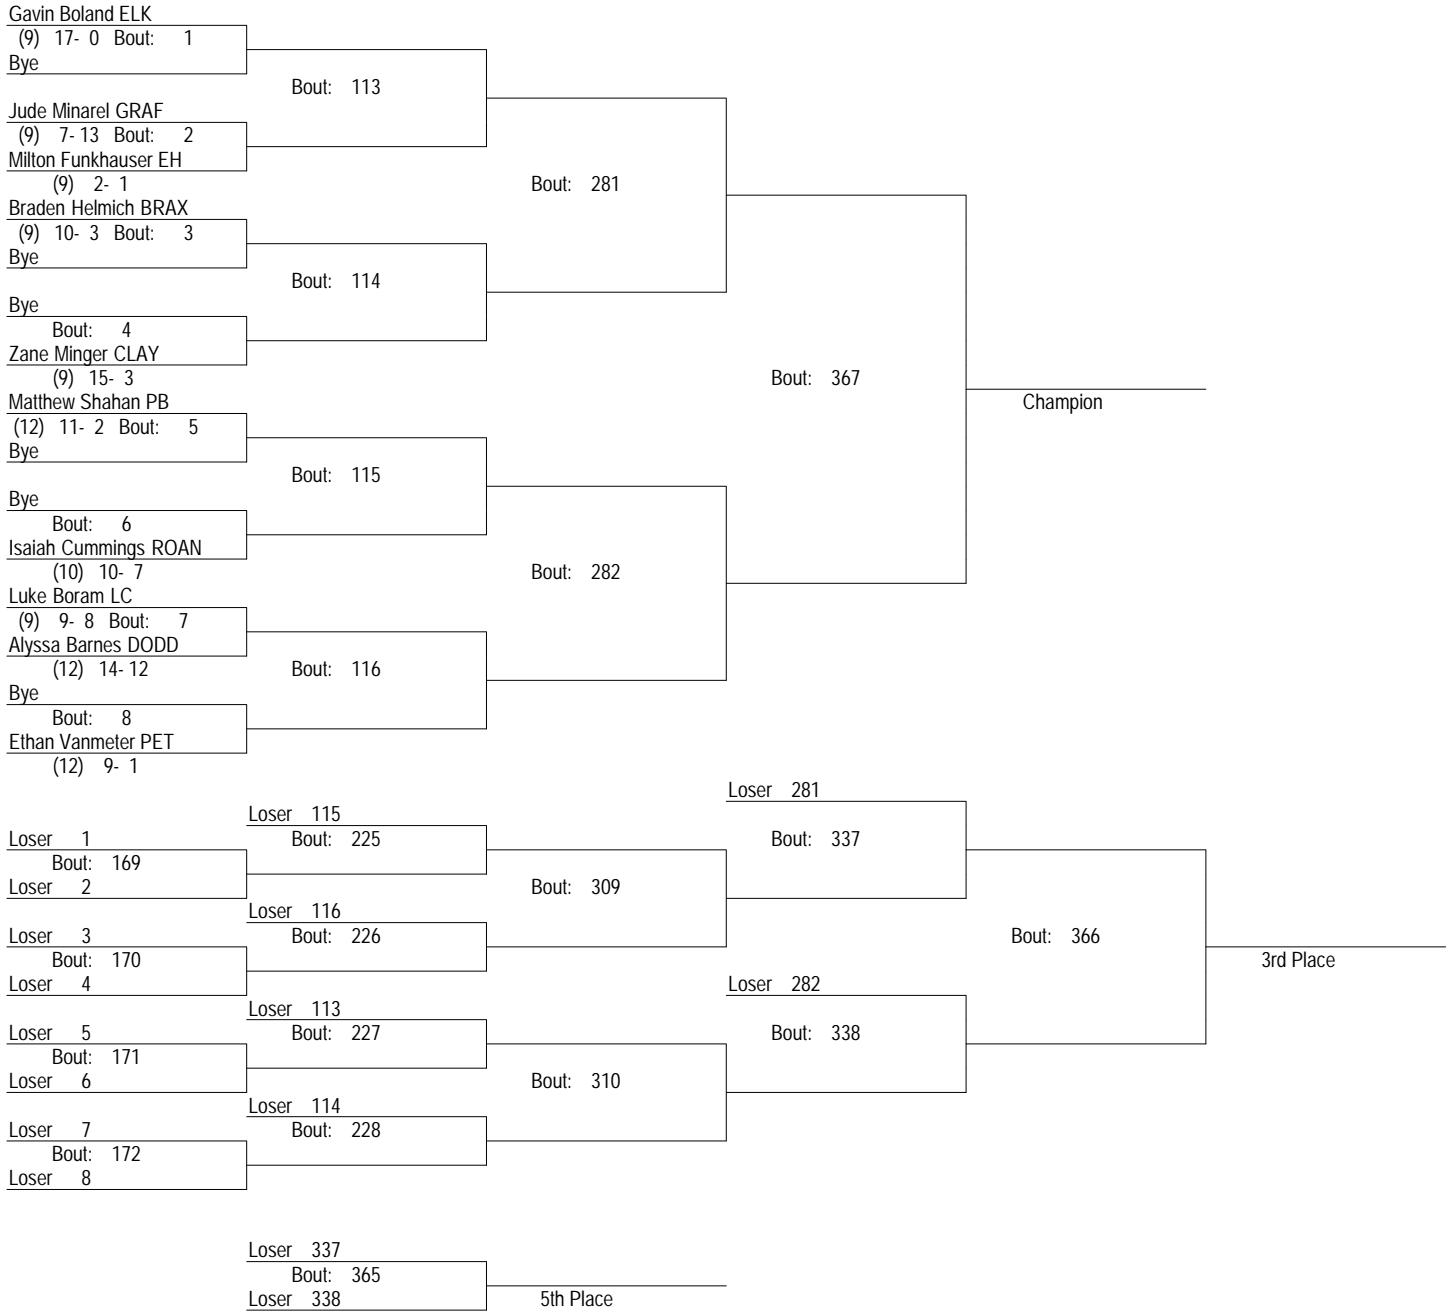 Gavin Boland ELK
(9) 17- 0 Bout: 1
Bye
Bout: 113
Jude Minarel GRAF
(9) 7- 13 Bout: 2
Milton Funkhauser EH
(9) 2- 1
Bout: 281
Braden Helmich BRAX
(9) 10- 3 Bout: 3
Bye
Bout: 114
Bye
Bout: 4
Zane Minger CLAY
(9) 15- 3
Bout: 367
Champion
Matthew Shahan PB
(12) 11- 2 Bout: 5
Bye
Bout: 115
Bye
Bout: 6
Isaiah Cummings ROAN
(10) 10- 7
Bout: 282
Luke Boram LC
(9) 9- 8 Bout: 7
Alyssa Barnes DODD
(12) 14- 12
Bout: 116
Bye
Bout: 8
Ethan Vanmeter PET
(12) 9- 1
Loser 281
Loser 115
Loser 1
Bout: 225
Bout: 337
Bout: 169
Loser 2
Bout: 309
Loser 116
Loser 3
Bout: 226
Bout: 366
Bout: 170
3rd Place
Loser 4
Loser 282
Loser 113
Loser 5
Bout: 227
Bout: 338
Bout: 171
Loser 6
Bout: 310
Loser 114
Loser 7
Bout: 228
Bout: 172
Loser 8
Loser 337
Bout: 365
Loser 338
5th Place